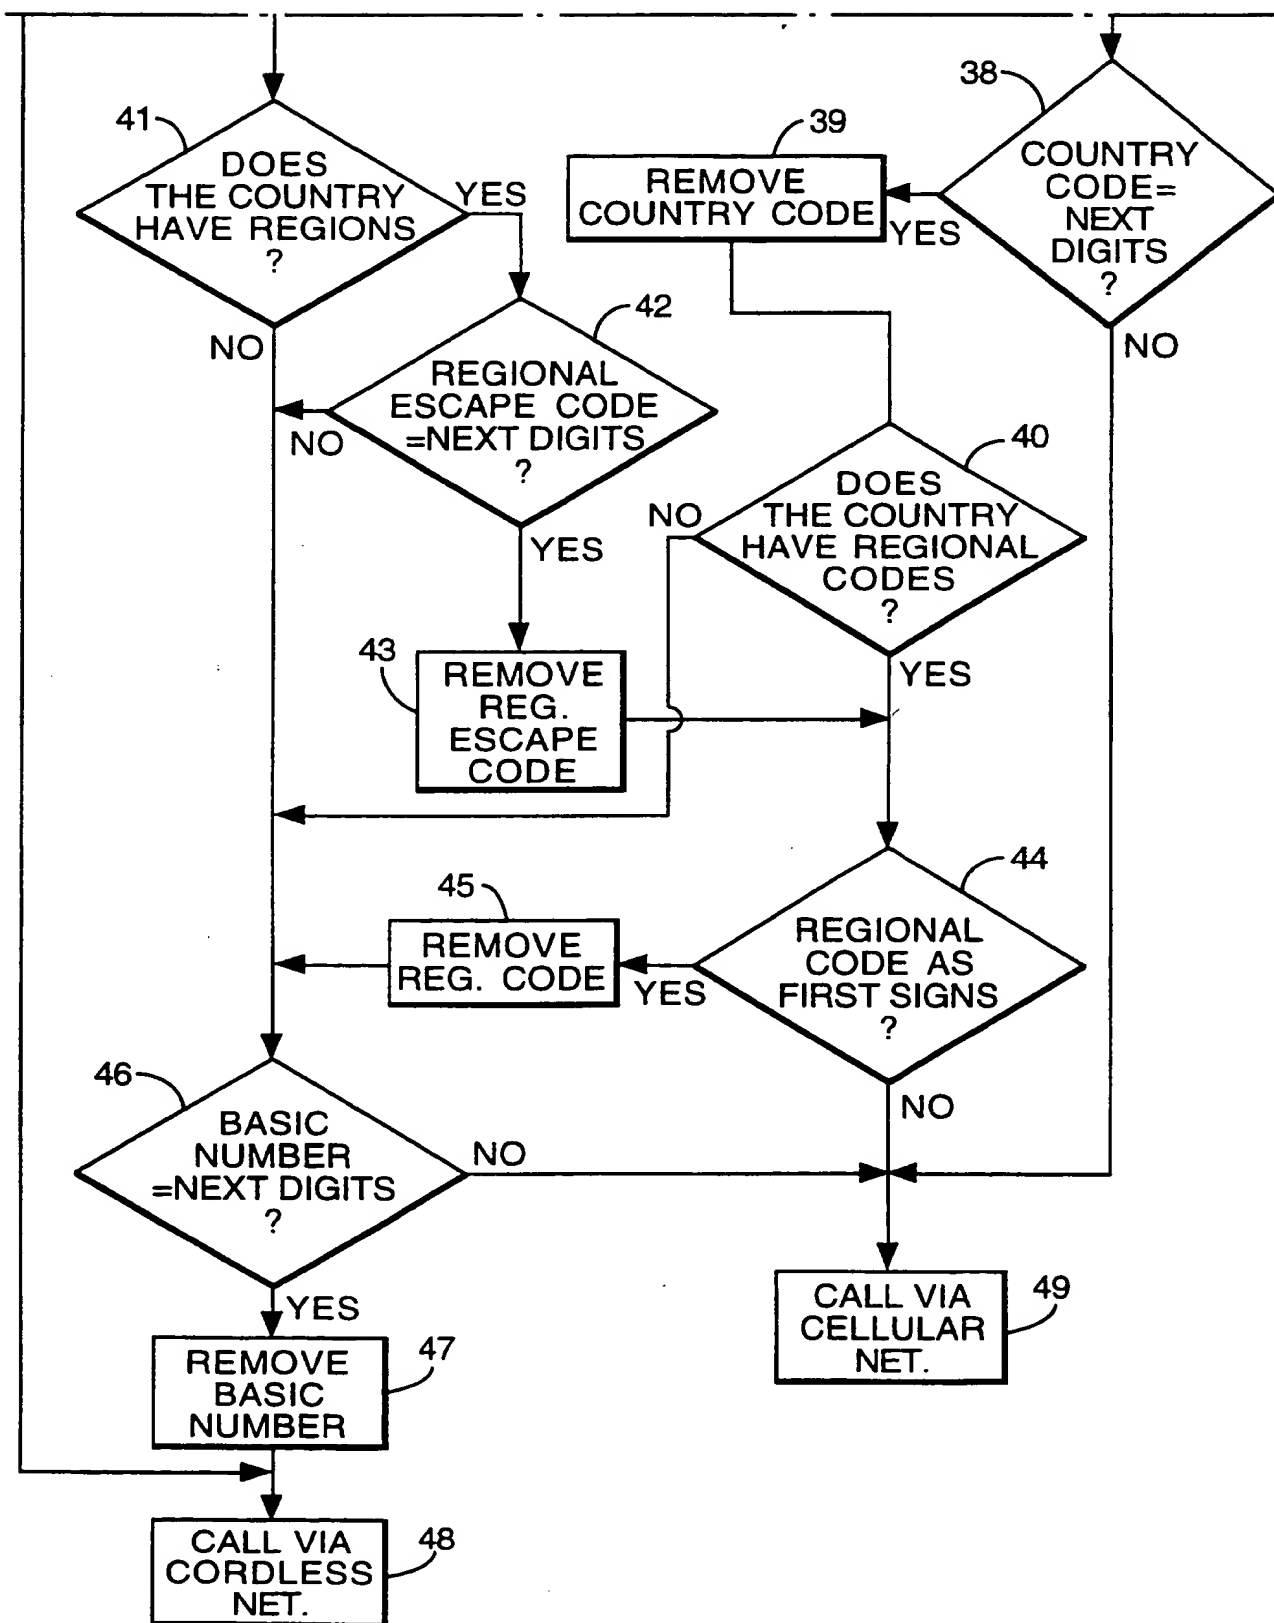 38
41
39
DOES
THE COUNTRY
HAVE REGIONS
?
YES
REMOVE
COUNTRY CODE
YES
COUNTRY
CODE=
NEXT
DIGITS
?
NO
NO
42
REGIONAL
ESCAPE CODE
=NEXT DIGITS
?
NO
YES
40
DOES
THE COUNTRY
HAVE REGIONAL
CODES
?
NO
YES
43
REMOVE
REG.
ESCAPE
CODE
44
REGIONAL
CODE AS
FIRST SIGNS
?
YES
NO
45
REMOVE
REG. CODE
46
BASIC
NUMBER
=NEXT DIGITS
?
NO
YES
49
CALL VIA
CELLULAR
NET.
47
REMOVE
BASIC
NUMBER
48
CALL VIA
CORDLESS
NET.